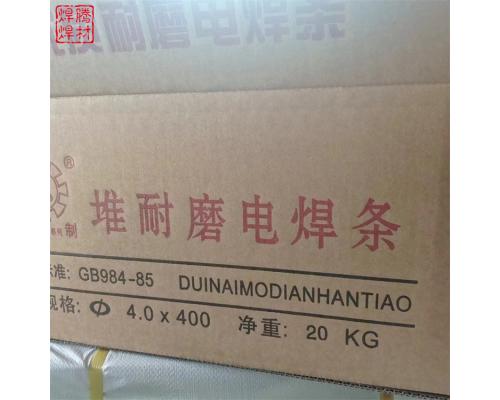 焊腾
焊材
耐磨电焊条
®
制
堆耐磨电焊条
标准: GB984-85 DUINAIMODIANHANTIAO
规格: Φ 4.0 x 400 净重: 20 KG